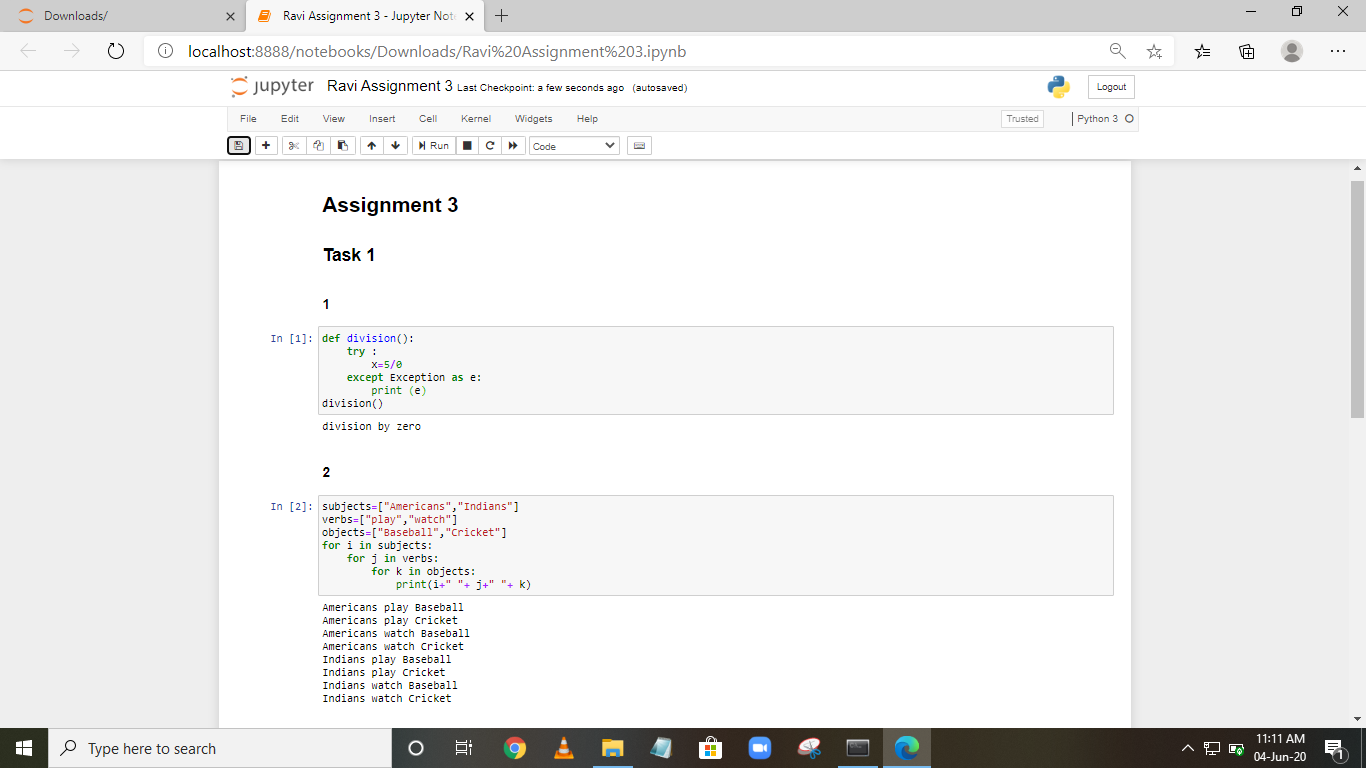 Downloads/
Ravi Assignment 3 - Jupyter Not
localhost:8888/notebooks/Downloads/Ravi%20Assignment%203.ipynb
jupyter Ravi Assignment 3 Last Checkpoint: a few seconds ago (autosaved)
Logout
File Edit View Insert Cell Kernel Widgets Help
Trusted
Python 3
Run
Code
Assignment 3
Task 1
1
In [1]: def division():
    try :
        x=5/0
    except Exception as e:
        print (e)
division()
division by zero
2
In [2]: subjects=["Americans","Indians"]
verbs=["play","watch"]
objects=["Baseball","Cricket"]
for i in subjects:
    for j in verbs:
        for k in objects:
            print(i+" "+ j+" "+ k)
Americans play Baseball
Americans play Cricket
Americans watch Baseball
Americans watch Cricket
Indians play Baseball
Indians play Cricket
Indians watch Baseball
Indians watch Cricket
Type here to search
11:11 AM
04-Jun-20
1